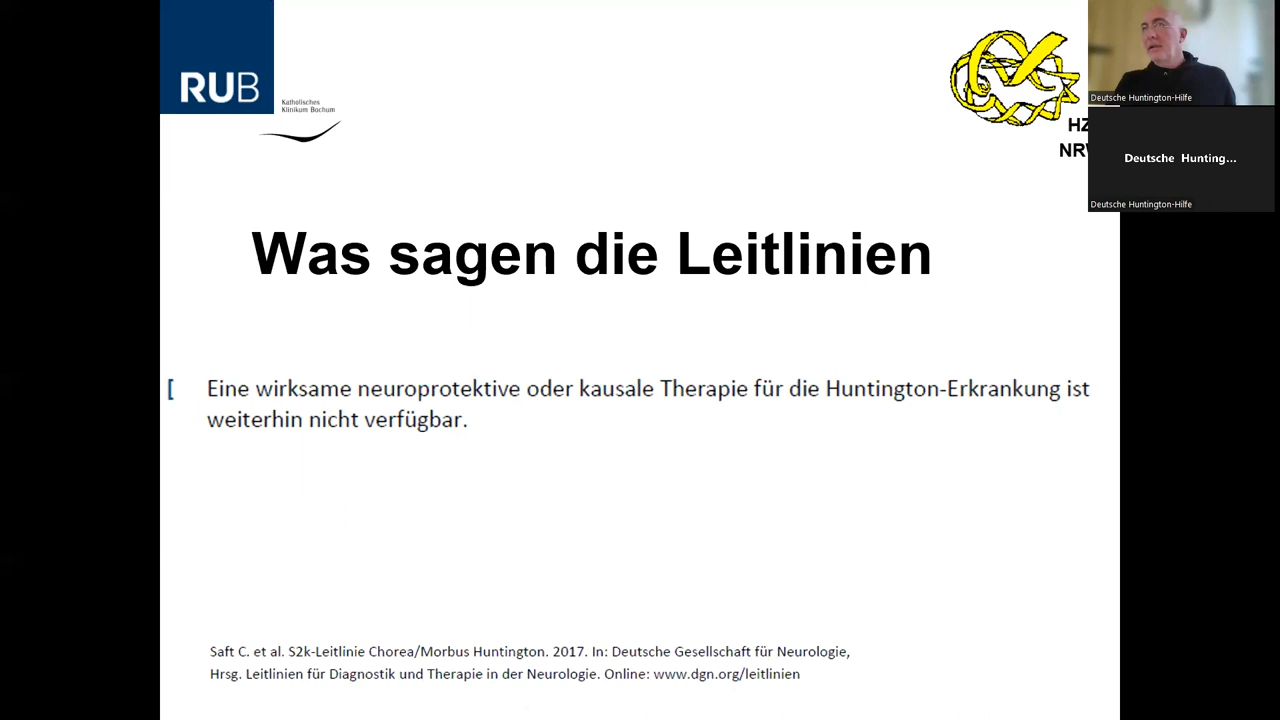 RUB
Katholisches
Klinikum Bochum
HZ
NRW
Deutsche Huntington-Hilfe
Deutsche Hunting...
Deutsche Huntington-Hilfe
Was sagen die Leitlinien
[ Eine wirksame neuroprotektive oder kausale Therapie für die Huntington-Erkrankung ist
weiterhin nicht verfügbar.
Saft C. et al. S2k-Leitlinie Chorea/Morbus Huntington. 2017. In: Deutsche Gesellschaft für Neurologie,
Hrsg. Leitlinien für Diagnostik und Therapie in der Neurologie. Online: www.dgn.org/leitlinien